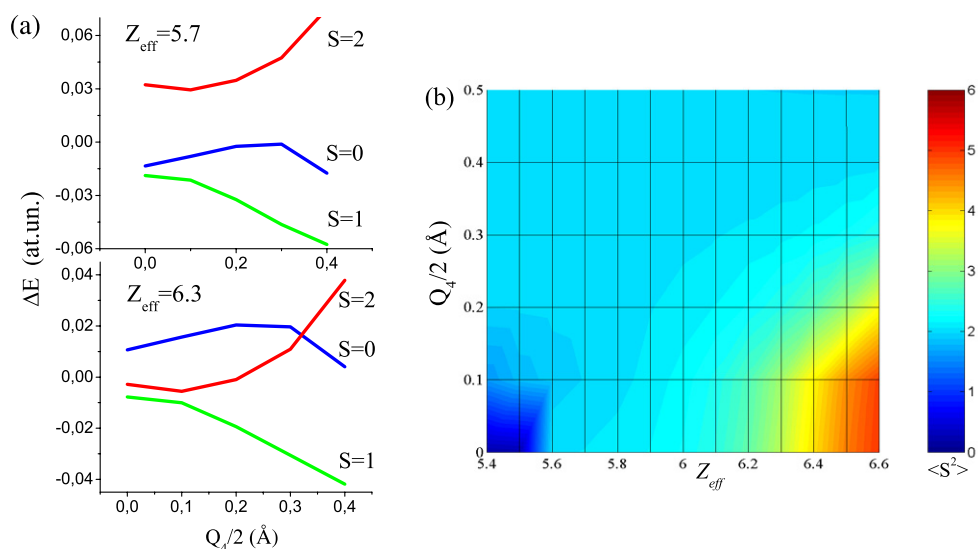 (a)
Z_eff=5.7
S=2
S=0
S=1
0,06
0,03
0,00
-0,03
-0,06
0,0 0,2 0,4
ΔE (at.un.)
Z_eff=6.3
S=2
S=0
S=1
0,04
0,02
0,00
-0,02
-0,04
0,0 0,1 0,2 0,3 0,4
Q₄/2 (Å)
(b)
Q₄/2 (Å)
0.5
0.4
0.3
0.2
0.1
0
5.4 5.6 5.8 6 6.2 6.4 6.6
Z_eff
6
5
4
3
2
1
0
<S²>